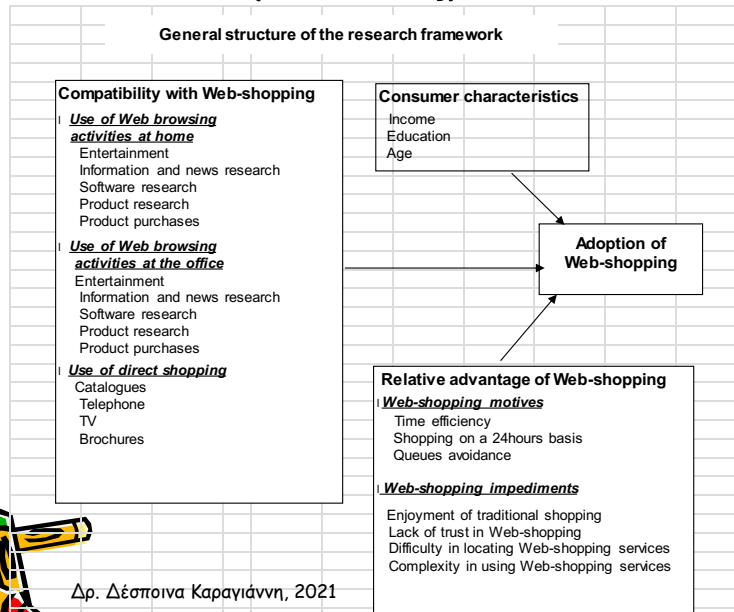 General structure of the research framework
Compatibility with Web-shopping
Use of Web browsing
activities at home
Entertainment
Information and news research
Software research
Product research
Product purchases
Use of Web browsing
activities at the office
Entertainment
Information and news research
Software research
Product research
Product purchases
Use of direct shopping
Catalogues
Telephone
TV
Brochures
Consumer characteristics
Income
Education
Age
Adoption of
Web-shopping
Relative advantage of Web-shopping
Web-shopping motives
Time efficiency
Shopping on a 24hours basis
Queues avoidance
Web-shopping impediments
Enjoyment of traditional shopping
Lack of trust in Web-shopping
Difficulty in locating Web-shopping services
Complexity in using Web-shopping services
Δρ. Δέσποινα Καραγιάννη, 2021